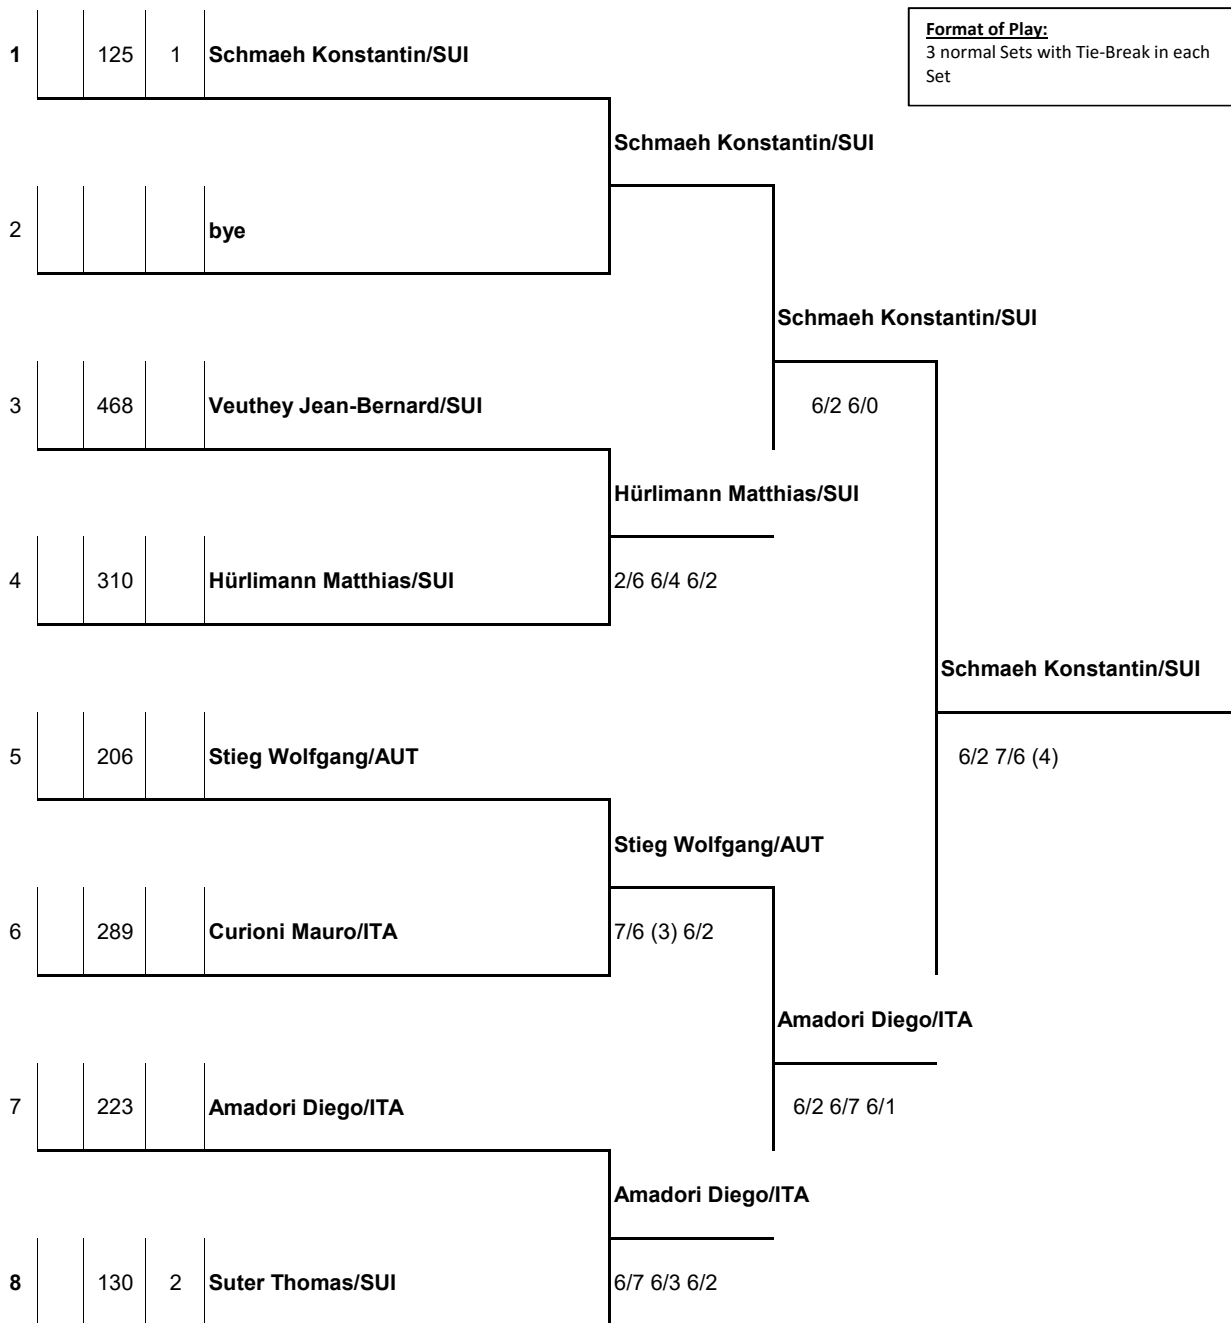 Format of Play:
3 normal Sets with Tie-Break in each
Set
1 125 1 Schmaeh Konstantin/SUI
Schmaeh Konstantin/SUI
2 bye
Schmaeh Konstantin/SUI
3 468 Veuthey Jean-Bernard/SUI 6/2 6/0
Hürlimann Matthias/SUI
4 310 Hürlimann Matthias/SUI 2/6 6/4 6/2
Schmaeh Konstantin/SUI
5 206 Stieg Wolfgang/AUT 6/2 7/6 (4)
Stieg Wolfgang/AUT
6 289 Curioni Mauro/ITA 7/6 (3) 6/2
Amadori Diego/ITA
7 223 Amadori Diego/ITA 6/2 6/7 6/1
Amadori Diego/ITA
8 130 2 Suter Thomas/SUI 6/7 6/3 6/2